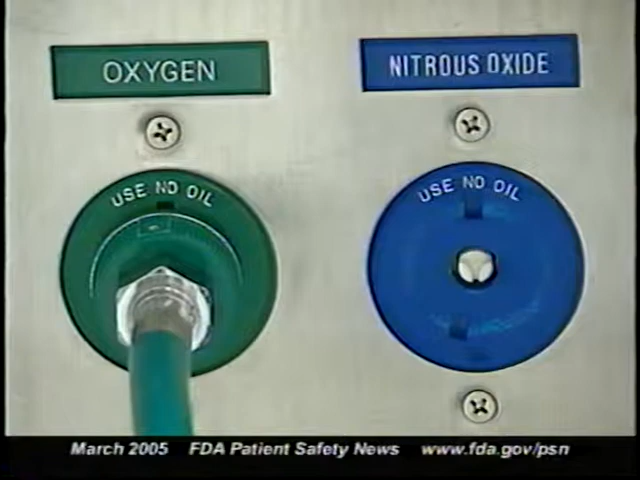 OXYGEN
NITROUS OXIDE
USE NO OIL
USE NO OIL
March 2005 FDA Patient Safety News www.fda.gov/psn